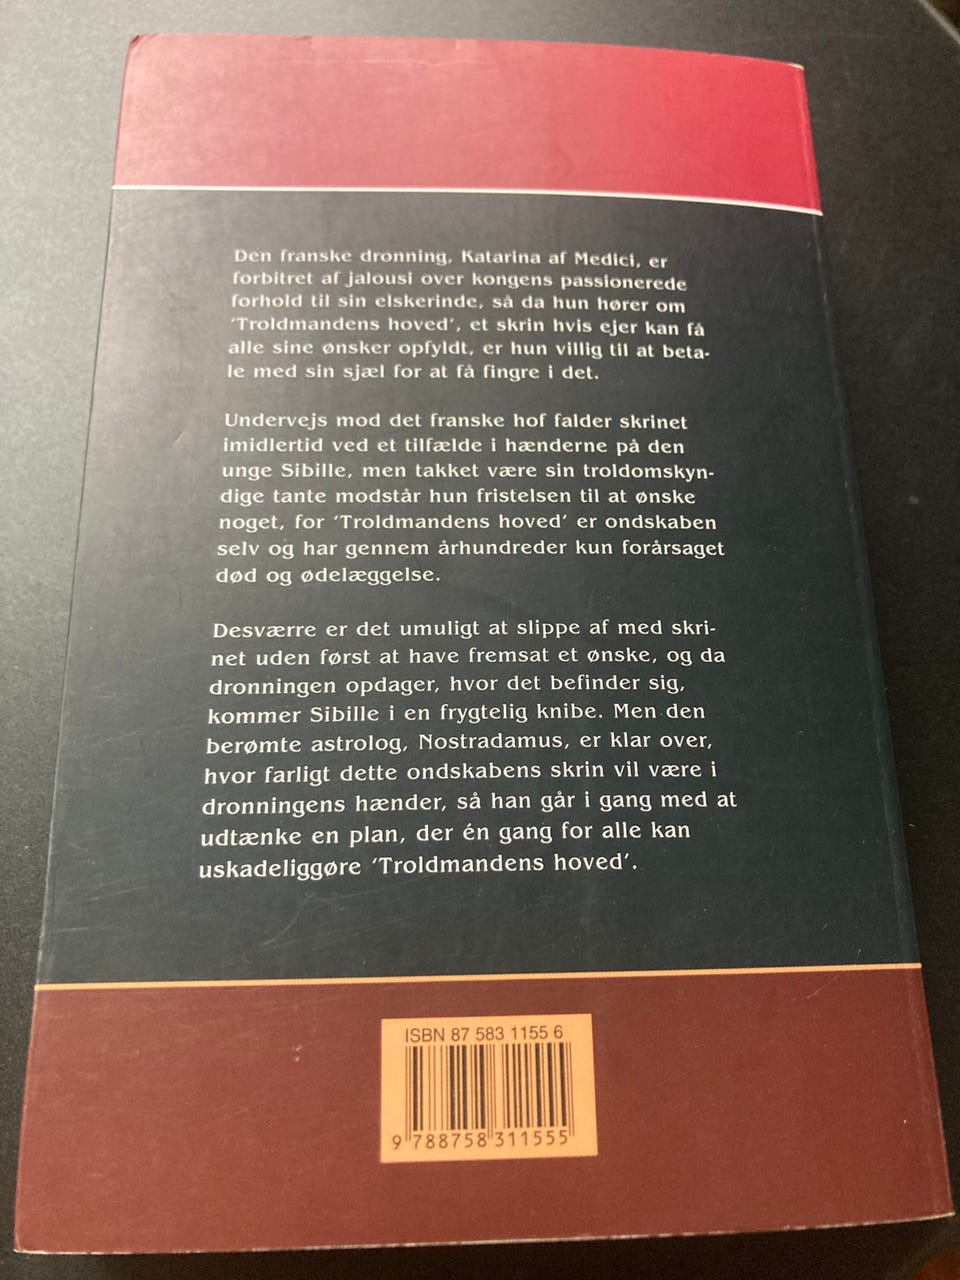 Den franske dronning, Katarina af Medici, er
forbitret af jalousi over kongens passionerede
forhold til sin elskerinde, så da hun hører om
'Troldmandens hoved', et skrin hvis ejer kan få
alle sine ønsker opfyldt, er hun villig til at beta-
le med sin sjæl for at få fingre i det.
Undervejs mod det franske hof falder skrinet
imidlertid ved et tilfælde i hænderne på den
unge Sibille, men takket være sin troldomskyn-
dige tante modstår hun fristelsen til at ønske
noget, for 'Troldmandens hoved' er ondskaben
selv og har gennem århundreder kun forårsaget
død og ødelæggelse.
Desværre er det umuligt at slippe af med skri-
net uden først at have fremsat et ønske, og da
dronningen opdager, hvor det befinder sig,
kommer Sibille i en frygtelig knibe. Men den
berømte astrolog, Nostradamus, er klar over,
hvor farligt dette ondskabens skrin vil være i
dronningens hænder, så han går i gang med at
udtænke en plan, der én gang for alle kan
uskadeliggøre 'Troldmandens hoved'.
ISBN 87 583 1155 6
9 788758 311555